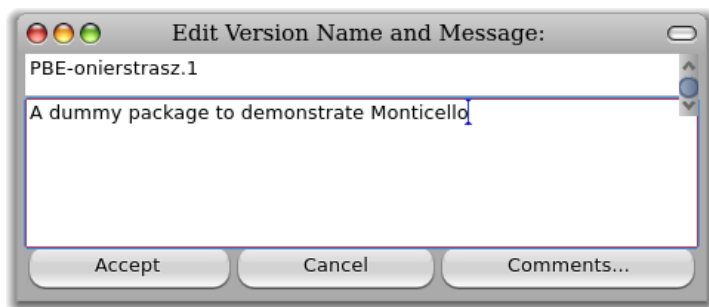 Edit Version Name and Message:
PBE-onierstrasz.1
A dummy package to demonstrate Monticello
Accept Cancel Comments...